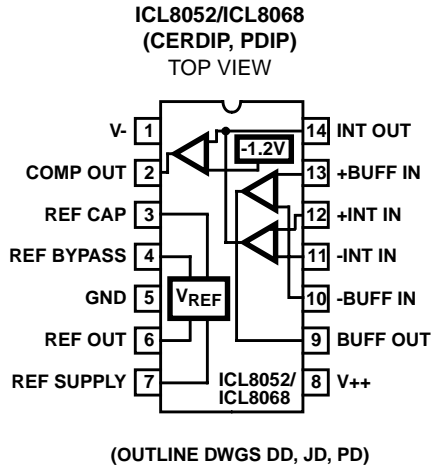 ICL8052/ICL8068
(CERDIP, PDIP)
TOP VIEW
V- 1
COMP OUT 2
REF CAP 3
REF BYPASS 4
GND 5
REF OUT 6
REF SUPPLY 7
-1.2V
VREF
ICL8052/
ICL8068
14 INT OUT
13 +BUFF IN
12 +INT IN
11 -INT IN
10 -BUFF IN
9 BUFF OUT
8 V++
(OUTLINE DWGS DD, JD, PD)